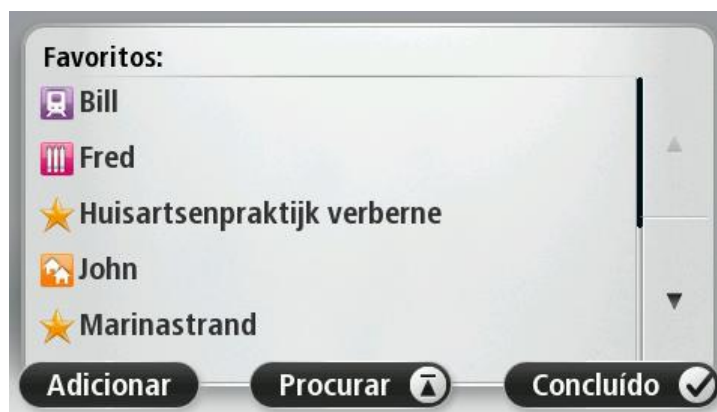 Favoritos:
Bill
Fred
Huisartsenpraktijk verberne
John
Marinastrand
Adicionar
Procurar
Concluído